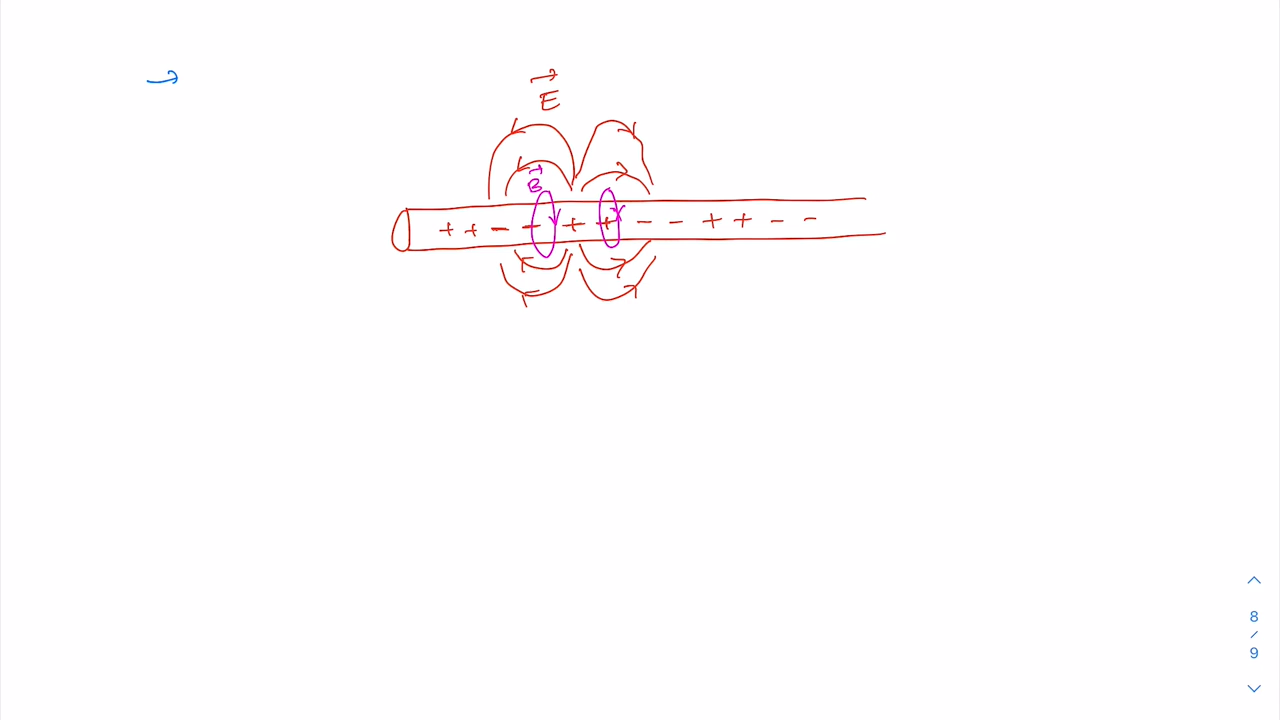 →
E⃗
B⃗
+ + − − + + − − + + − −
8
/
9